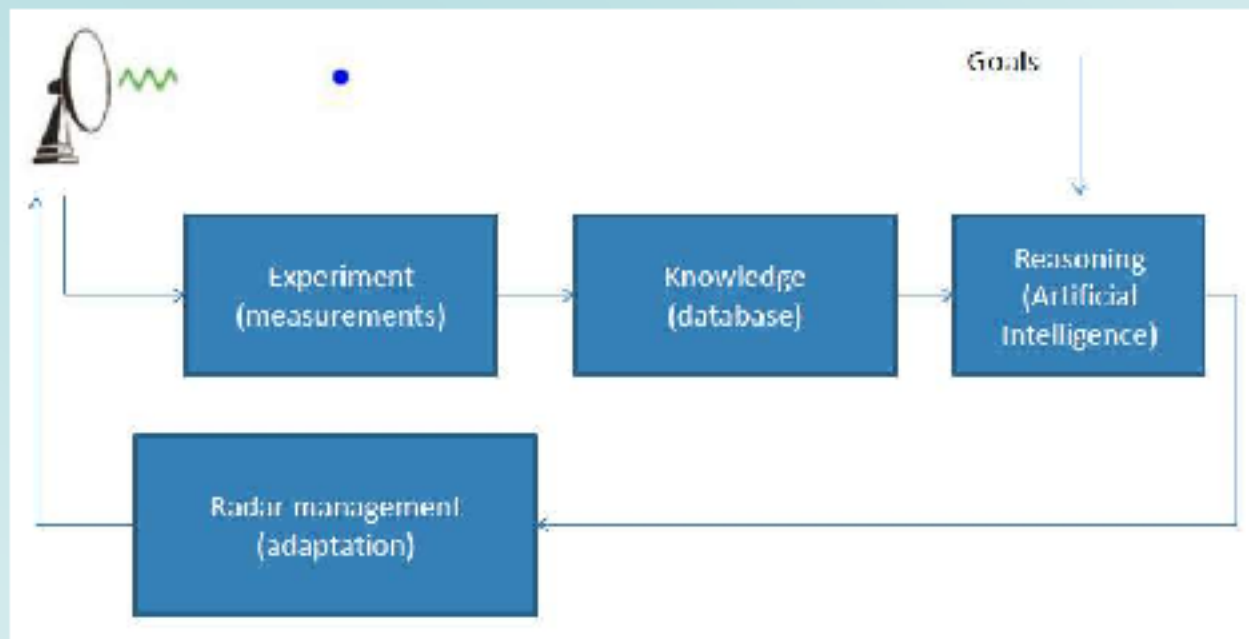 Goals
Experiment
(measurements)
Knowledge
(database)
Reasoning
(Artificial
Intelligence)
Radar management
(adaptation)